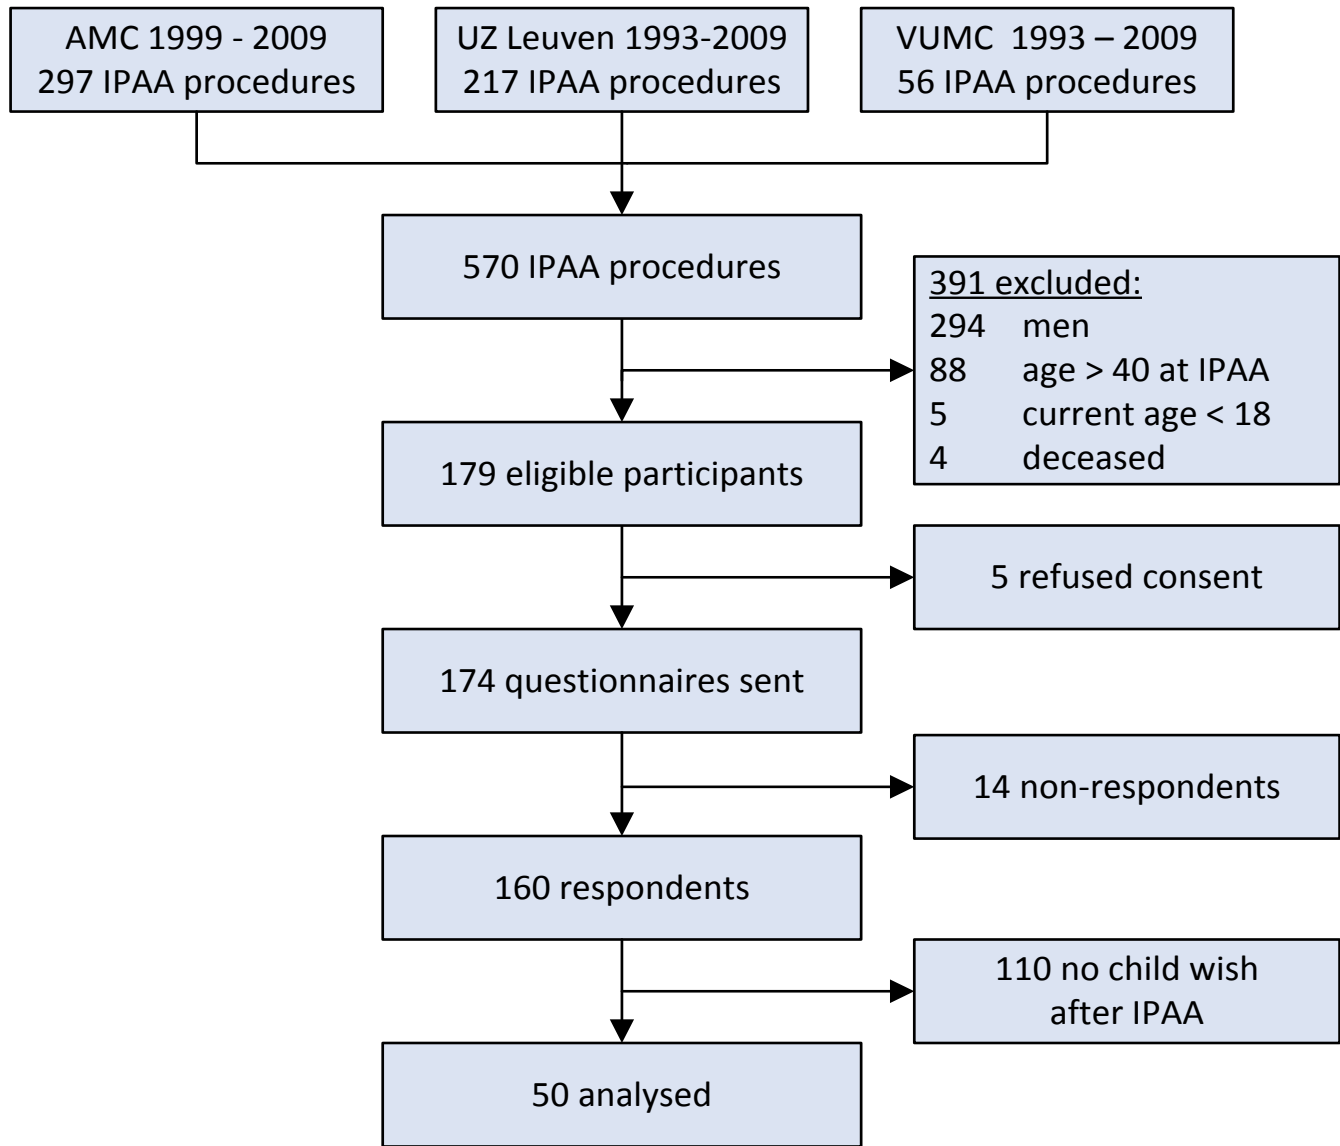 AMC 1999 - 2009
297 IPAA procedures
UZ Leuven 1993-2009
217 IPAA procedures
VUMC 1993 – 2009
56 IPAA procedures
570 IPAA procedures
391 excluded:
294 men
88 age > 40 at IPAA
5 current age < 18
4 deceased
179 eligible participants
5 refused consent
174 questionnaires sent
14 non-respondents
160 respondents
110 no child wish
after IPAA
50 analysed